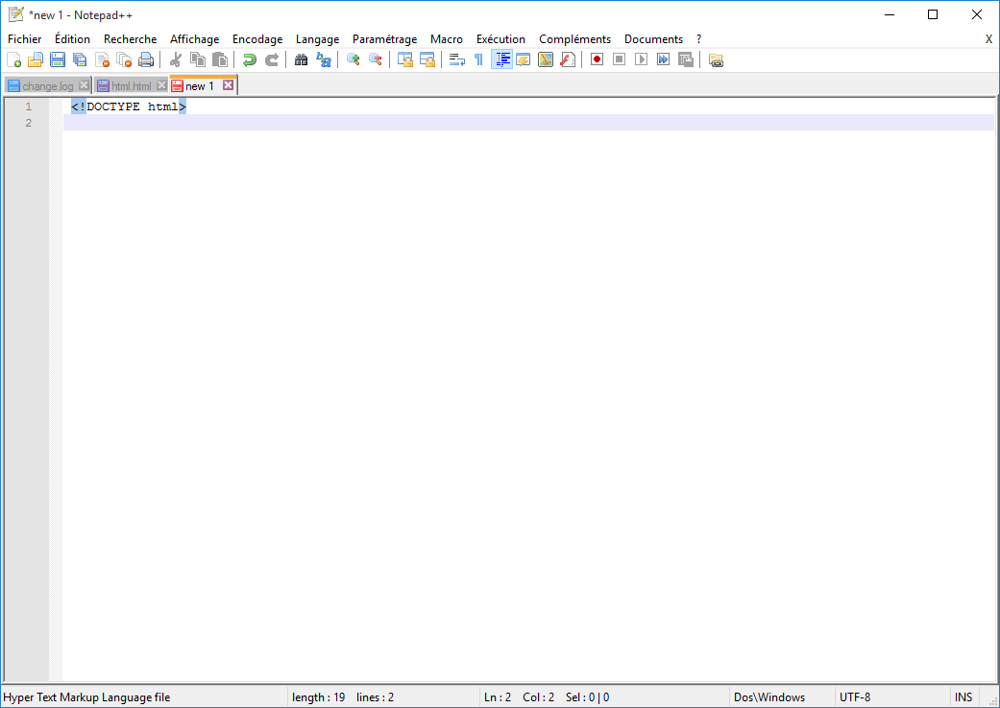 *new 1 - Notepad++
Fichier Édition Recherche Affichage Encodage Langage Paramétrage Macro Exécution Compléments Documents ? X
change.log html.html new 1
1 <!DOCTYPE html>
2
Hyper Text Markup Language file length : 19 lines : 2 Ln : 2 Col : 2 Sel : 0 | 0 Dos\Windows UTF-8 INS